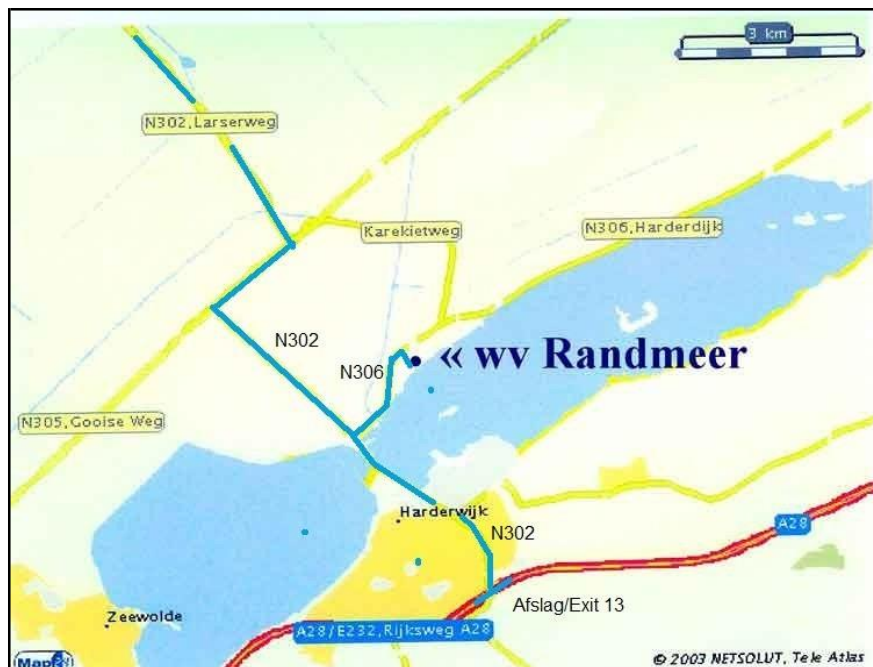 3 km
N302,Larserweg
Karekietweg
N306,Harderdijk
N302
« wv Randmeer
N306
N305,Gooise Weg
Harderwijk
N302
A28
Afslag/Exit 13
Zeewolde
A28/E232,Rijksweg A28
Map24
© 2003 NETSOLUT, Tele Atlas